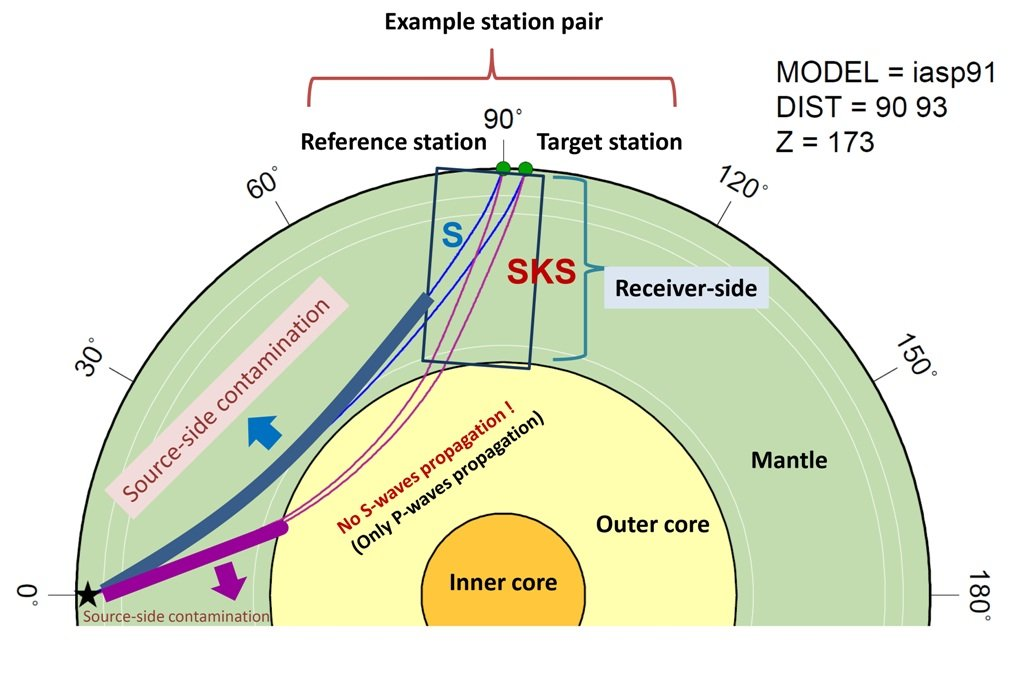 Example station pair
MODEL = iasp91
DIST = 90 93
Z = 173
90°
Reference station
Target station
60°
120°
S
SKS
Receiver-side
Source-side contamination
30°
150°
No S-waves propagation !
(Only P-waves propagation)
Mantle
Outer core
Inner core
0°
180°
Source-side contamination